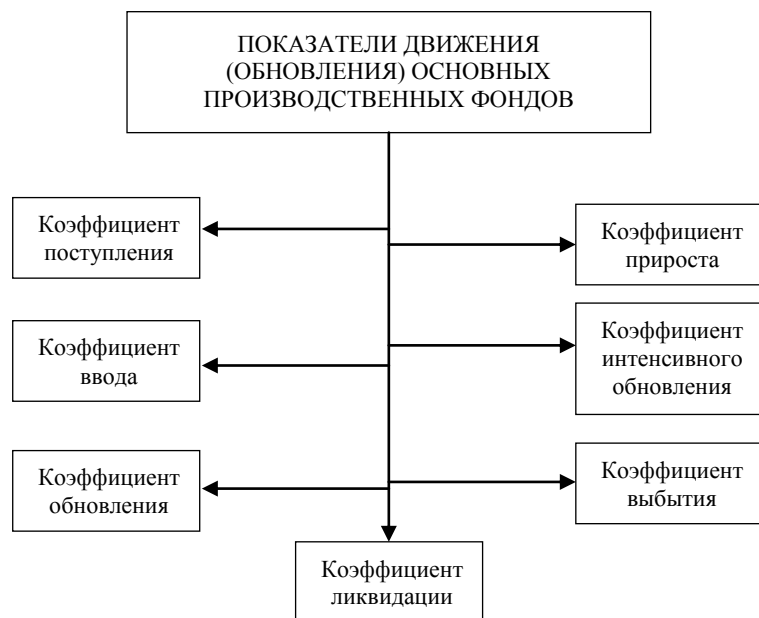 ПОКАЗАТЕЛИ ДВИЖЕНИЯ
(ОБНОВЛЕНИЯ) ОСНОВНЫХ
ПРОИЗВОДСТВЕННЫХ ФОНДОВ
Коэффициент
поступления
Коэффициент
прироста
Коэффициент
ввода
Коэффициент
интенсивного
обновления
Коэффициент
обновления
Коэффициент
выбытия
Коэффициент
ликвидации